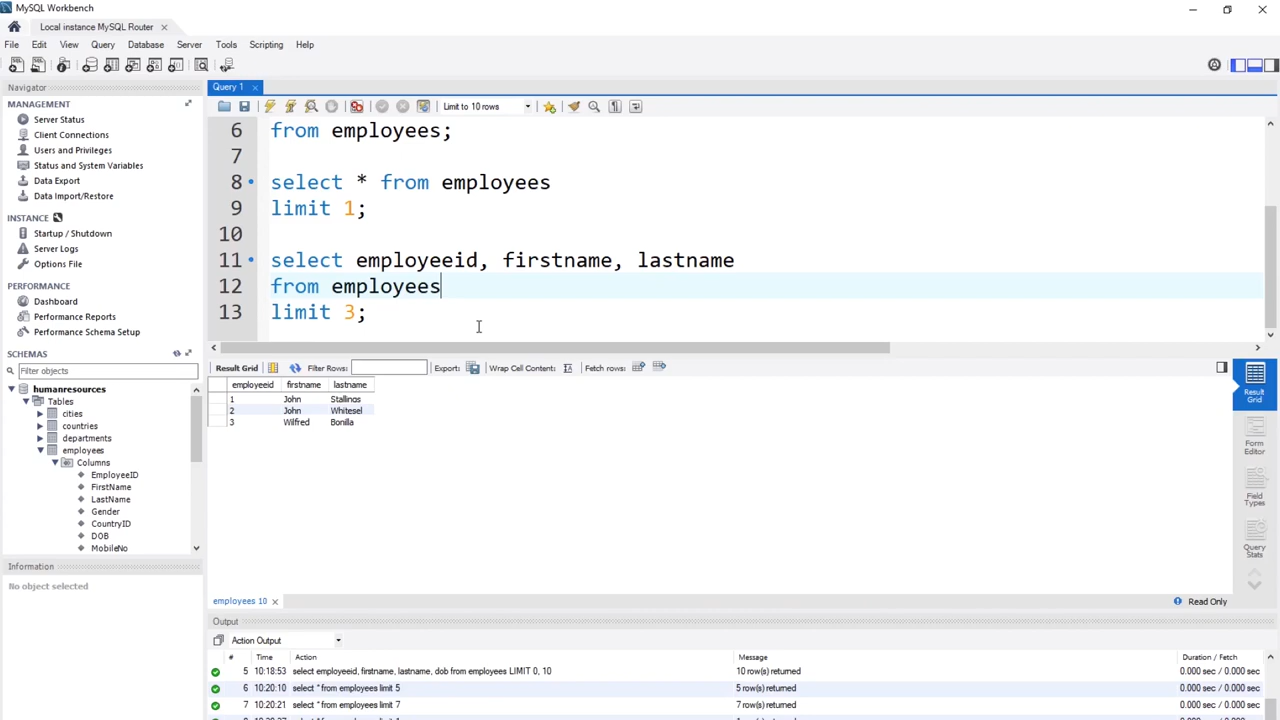 MySQL Workbench
Local instance MySQL Router
File Edit View Query Database Server Tools Scripting Help
Navigator
MANAGEMENT
Server Status
Client Connections
Users and Privileges
Status and System Variables
Data Export
Data Import/Restore
INSTANCE
Startup / Shutdown
Server Logs
Options File
PERFORMANCE
Dashboard
Performance Reports
Performance Schema Setup
SCHEMAS
Filter objects
humanresources
Tables
cities
countries
departments
employees
Columns
EmployeeID
FirstName
LastName
Gender
CountryID
DOB
MobileNo
Information
No object selected
Query 1
Limit to 10 rows
6 from employees;
7
8 select * from employees
9 limit 1;
10
11 select employeeid, firstname, lastname
12 from employees
13 limit 3;
Result Grid Filter Rows: Export: Wrap Cell Content: Fetch rows:
employeeid firstname lastname
1 John Stallings
2 John Whitesel
3 Wilfred Bonilla
Result Grid
Form Editor
Field Types
Query Stats
employees 10 Read Only
Output
Action Output
# Time Action Message Duration / Fetch
5 10:18:53 select employeeid, firstname, lastname, dob from employees LIMIT 0, 10 10 row(s) returned 0.000 sec / 0.000 sec
6 10:20:10 select * from employees limit 5 5 row(s) returned 0.000 sec / 0.000 sec
7 10:20:21 select * from employees limit 7 7 row(s) returned 0.000 sec / 0.000 sec